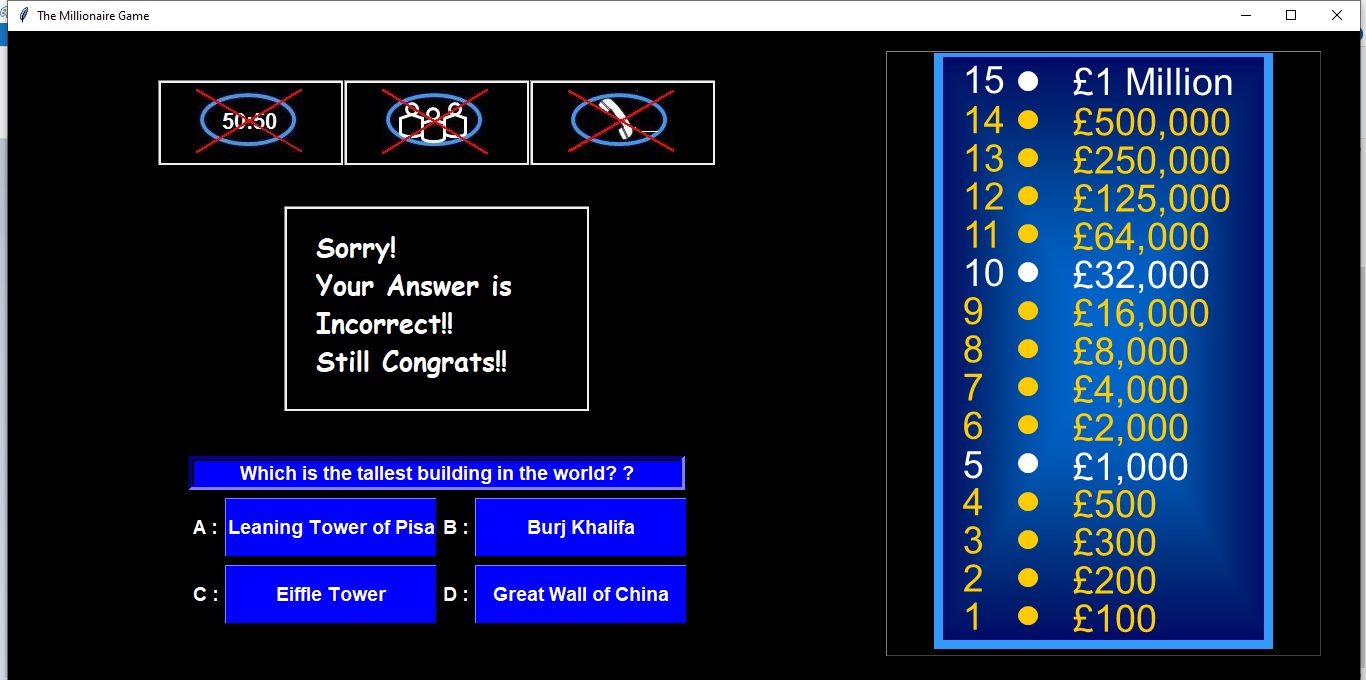 The Millionaire Game
50:50
Sorry!
Your Answer is
Incorrect!!
Still Congrats!!
Which is the tallest building in the world? ?
A : Leaning Tower of Pisa B : Burj Khalifa
C : Eiffle Tower D : Great Wall of China
15 £1 Million
14 £500,000
13 £250,000
12 £125,000
11 £64,000
10 £32,000
9 £16,000
8 £8,000
7 £4,000
6 £2,000
5 £1,000
4 £500
3 £300
2 £200
1 £100